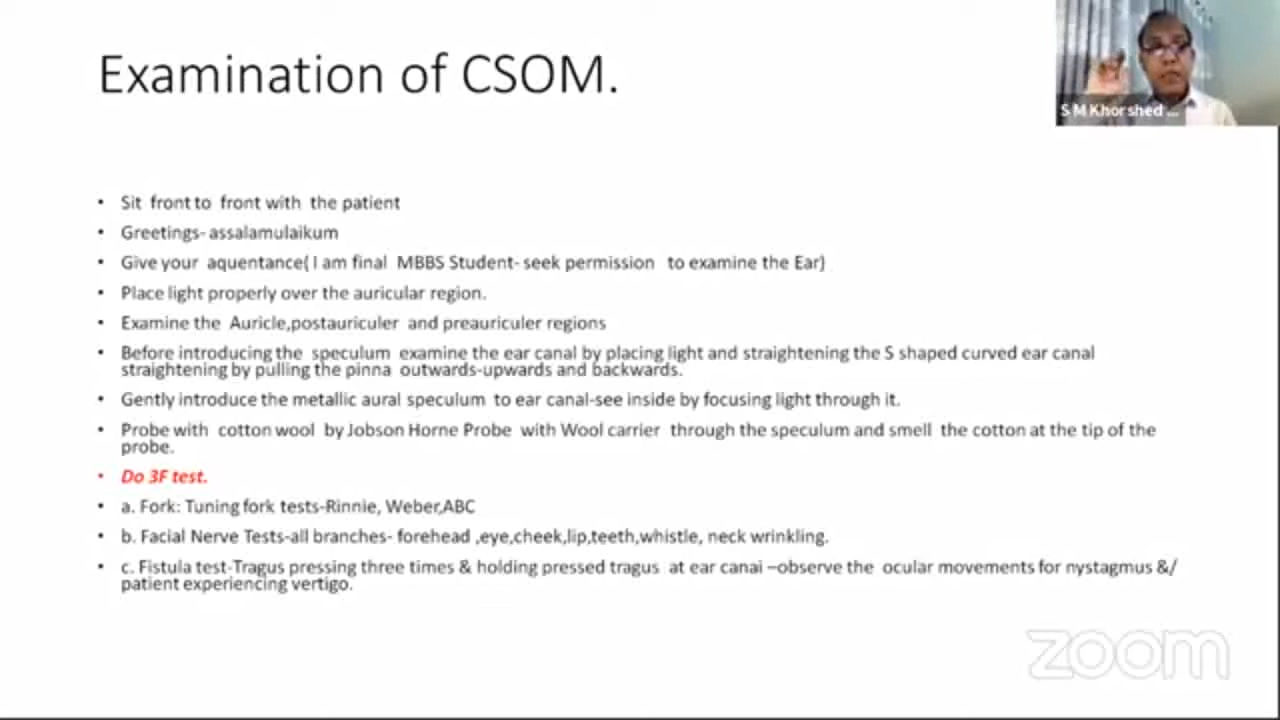 Examination of CSOM.
S M Khorshed ...
• Sit front to front with the patient
• Greetings- assalamulaikum
• Give your aquentance( I am final MBBS Student- seek permission to examine the Ear)
• Place light properly over the auricular region.
• Examine the Auricle,postauriculer and preauriculer regions
• Before introducing the speculum examine the ear canal by placing light and straightening the S shaped curved ear canal
straightening by pulling the pinna outwards-upwards and backwards.
• Gently introduce the metallic aural speculum to ear canal-see inside by focusing light through it.
• Probe with cotton wool by Jobson Horne Probe with Wool carrier through the speculum and smell the cotton at the tip of the
probe.
• Do 3F test.
• a. Fork: Tuning fork tests-Rinnie, Weber,ABC
• b. Facial Nerve Tests-all branches- forehead ,eye,cheek,lip,teeth,whistle, neck wrinkling.
• c. Fistula test-Tragus pressing three times & holding pressed tragus at ear canai –observe the ocular movements for nystagmus &/
patient experiencing vertigo.
zoom